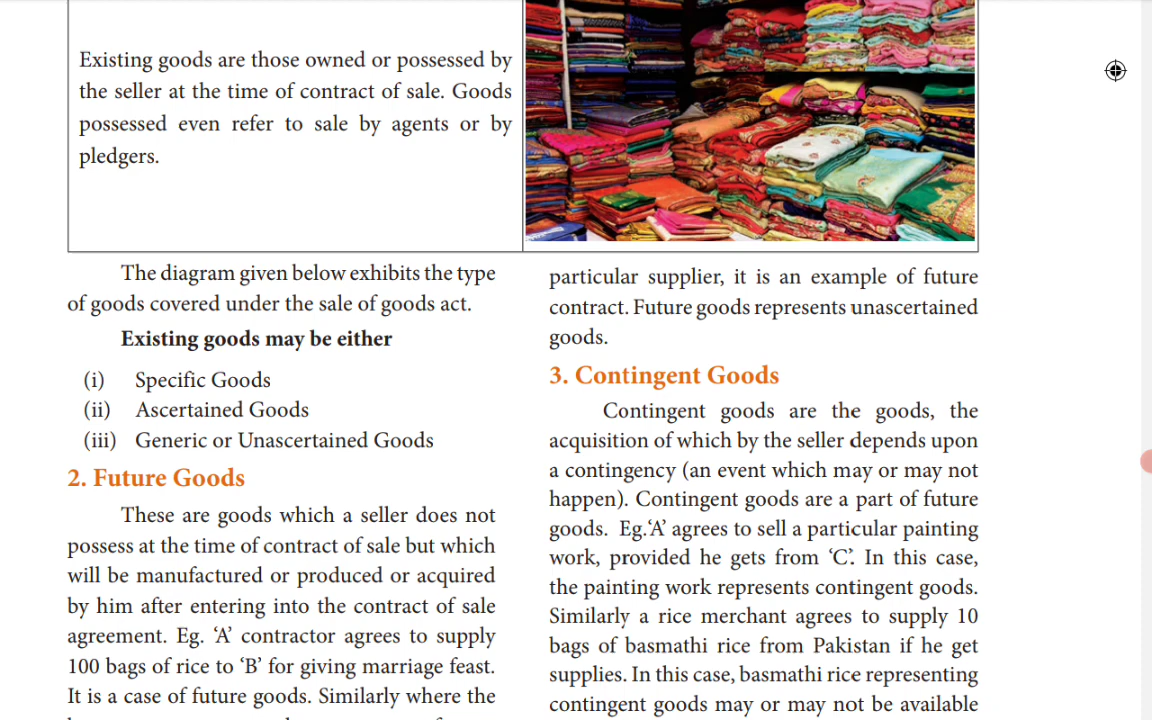 Existing goods are those owned or possessed by
the seller at the time of contract of sale. Goods
possessed even refer to sale by agents or by
pledgers.
The diagram given below exhibits the type
of goods covered under the sale of goods act.
Existing goods may be either
(i) Specific Goods
(ii) Ascertained Goods
(iii) Generic or Unascertained Goods
2. Future Goods
These are goods which a seller does not
possess at the time of contract of sale but which
will be manufactured or produced or acquired
by him after entering into the contract of sale
agreement. Eg. ‘A’ contractor agrees to supply
100 bags of rice to ‘B’ for giving marriage feast.
It is a case of future goods. Similarly where the
particular supplier, it is an example of future
contract. Future goods represents unascertained
goods.
3. Contingent Goods
Contingent goods are the goods, the
acquisition of which by the seller depends upon
a contingency (an event which may or may not
happen). Contingent goods are a part of future
goods. Eg.‘A’ agrees to sell a particular painting
work, provided he gets from ‘C’. In this case,
the painting work represents contingent goods.
Similarly a rice merchant agrees to supply 10
bags of basmathi rice from Pakistan if he get
supplies. In this case, basmathi rice representing
contingent goods may or may not be available